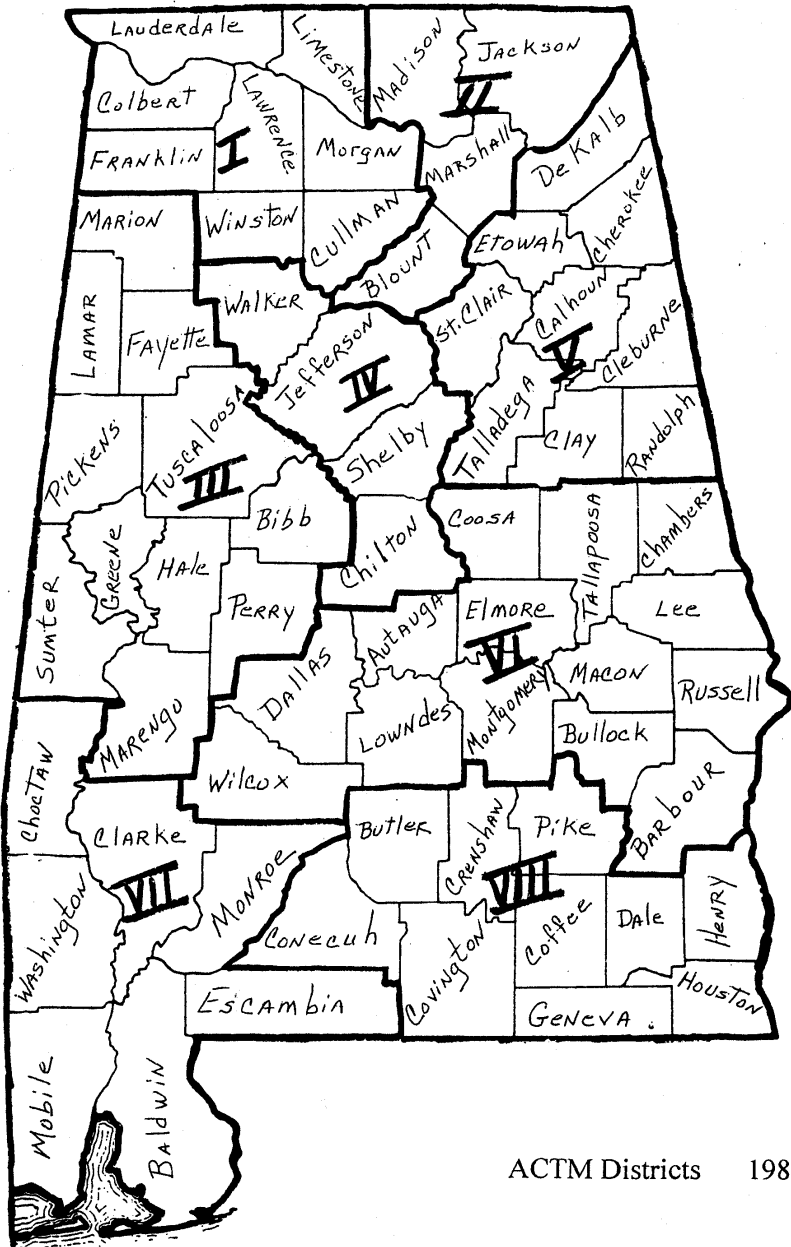 LAUDERDALE
LIMESTONE
MADISON
JACKSON
COLBERT
LAWRENCE
II
FRANKLIN
I
MORGAN
MARSHALL
DeKALB
MARION
WINSTON
CULLMAN
BLOUNT
ETOWAH
CHEROKEE
LAMAR
FAYETTE
WALKER
JEFFERSON
IV
ST. CLAIR
CALHOUN
V
CLEBURNE
PICKENS
TUSCALOOSA
III
SHELBY
TALLADEGA
CLAY
RANDOLPH
SUMTER
GREENE
HALE
BIBB
PERRY
CHILTON
COOSA
TALLAPOOSA
CHAMBERS
MARENGO
DALLAS
AUTAUGA
ELMORE
VI
LEE
MACON
RUSSELL
CHOCTAW
WILCOX
LOWNDES
MONTGOMERY
BULLOCK
BARBOUR
CLARKE
VII
MONROE
BUTLER
CRENSHAW
PIKE
VIII
WASHINGTON
CONECUH
COVINGTON
COFFEE
DALE
HENRY
ESCAMBIA
GENEVA
HOUSTON
MOBILE
BALDWIN
ACTM Districts 198